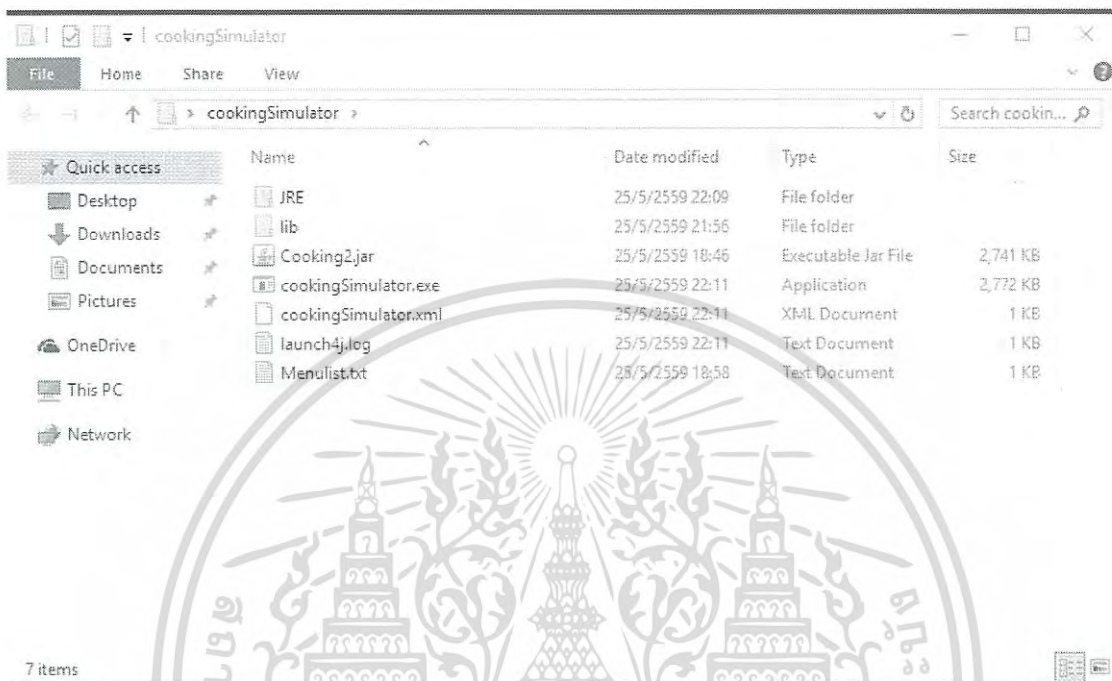 cookingSimulator
File Home Share View
cookingSimulator
Search cookin...
Quick access
Desktop
Downloads
Documents
Pictures
OneDrive
This PC
Network
Name Date modified Type Size
JRE 25/5/2559 22:09 File folder
lib 25/5/2559 21:56 File folder
Cooking2.jar 25/5/2559 18:46 Executable Jar File 2,741 KB
cookingSimulator.exe 25/5/2559 22:11 Application 2,772 KB
cookingSimulator.xml 25/5/2559 22:11 XML Document 1 KB
launch4j.log 25/5/2559 22:11 Text Document 1 KB
Menulist.txt 25/5/2559 18:58 Text Document 1 KB
7 items